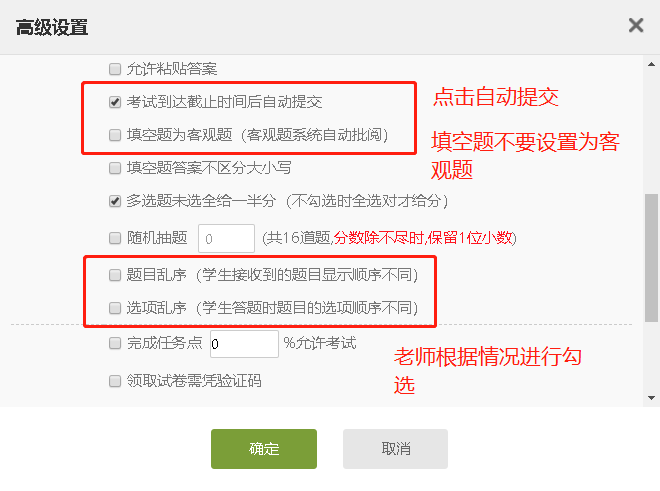 高级设置
允许粘贴答案
考试到达截止时间后自动提交
点击自动提交
填空题为客观题（客观题系统自动批阅）
填空题不要设置为客
观题
填空题答案不区分大小写
多选题未选全给一半分（不勾选时全选对才给分）
随机抽题 0 (共16道题,分数除不尽时,保留1位小数)
题目乱序（学生接收到的题目显示顺序不同）
选项乱序（学生答题时题目的选项顺序不同）
完成任务点 0 %允许考试
老师根据情况进行勾
选
领取试卷需凭验证码
确定
取消